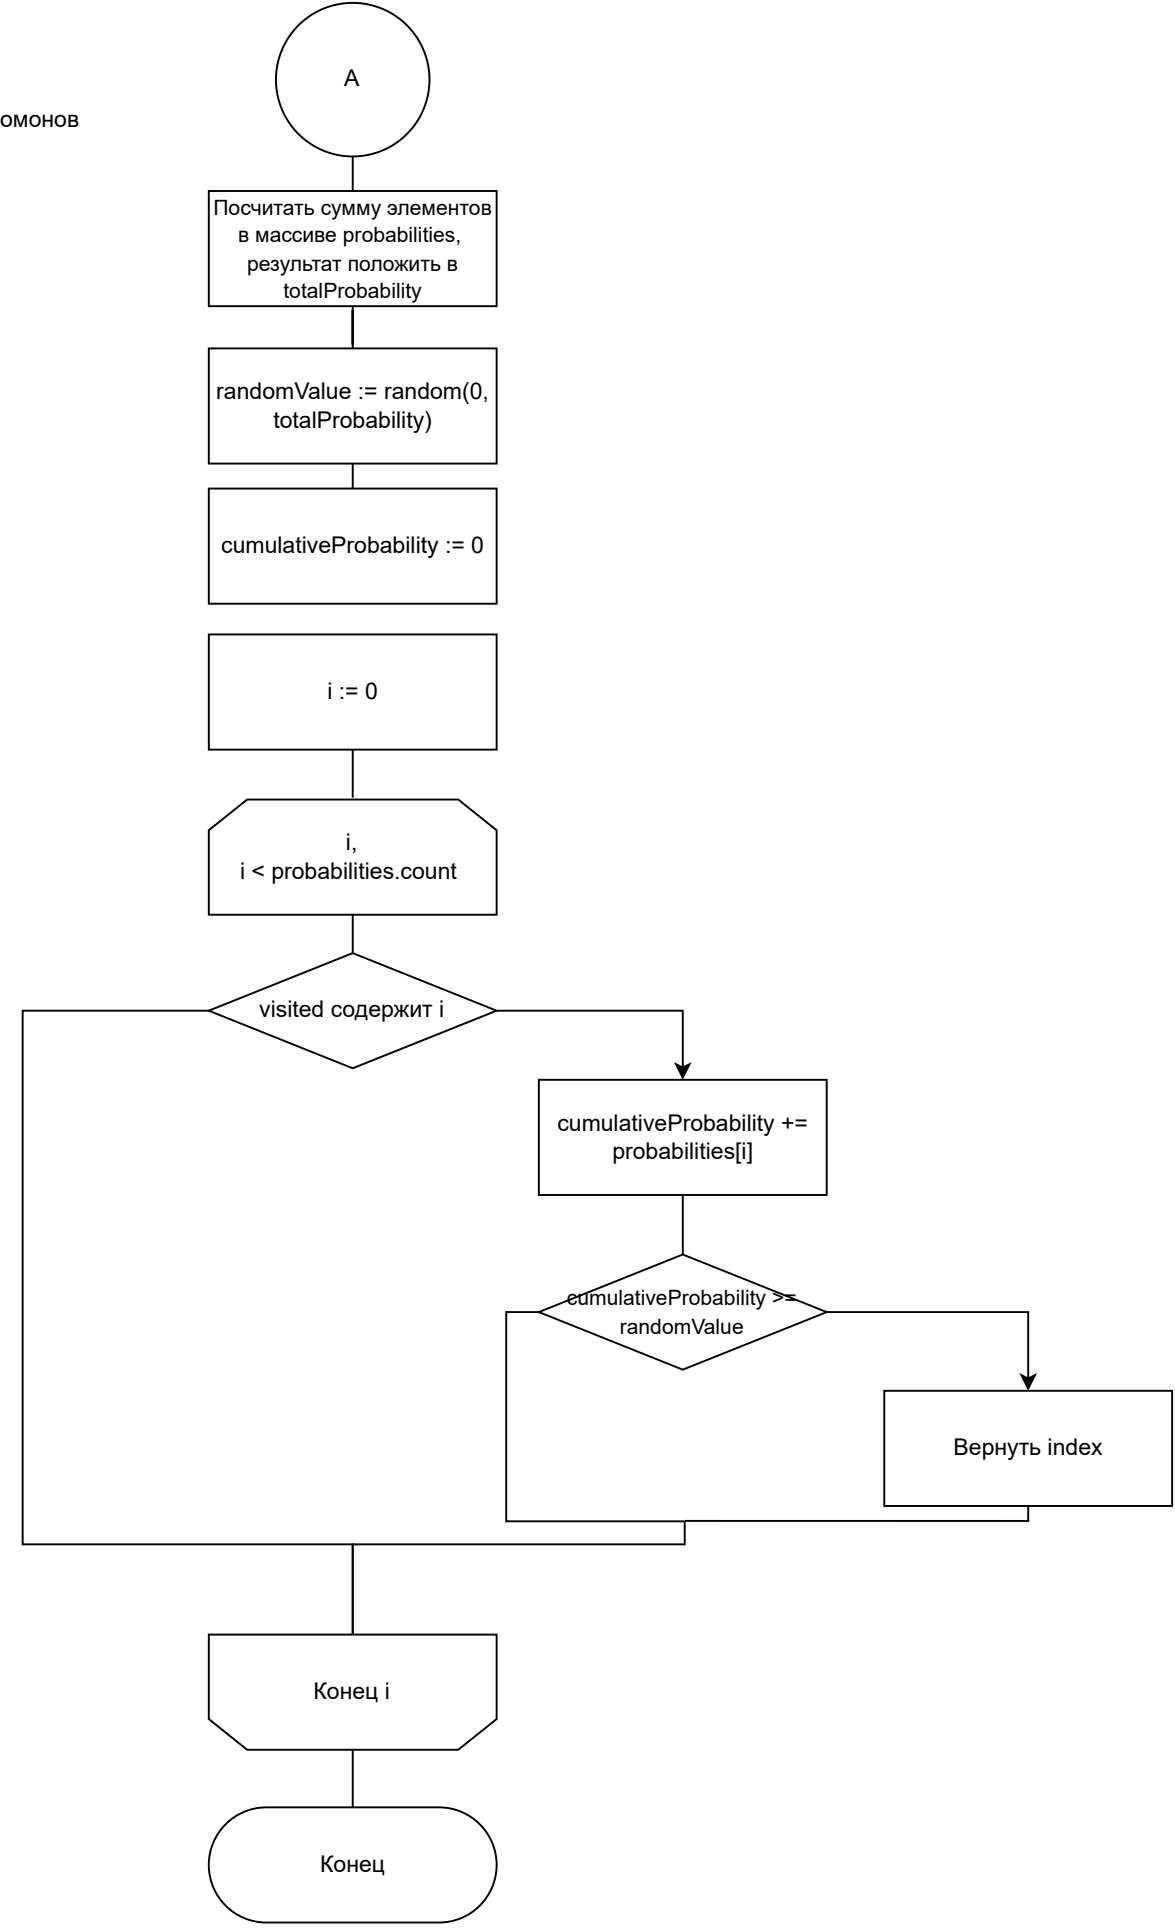 A
омонов
Посчитать сумму элементов
в массиве probabilities,
результат положить в
totalProbability
randomValue := random(0,
totalProbability)
cumulativeProbability := 0
i := 0
i,
i < probabilities.count
visited содержит i
cumulativeProbability +=
probabilities[i]
cumulativeProbability >=
randomValue
Вернуть index
Конец i
Конец